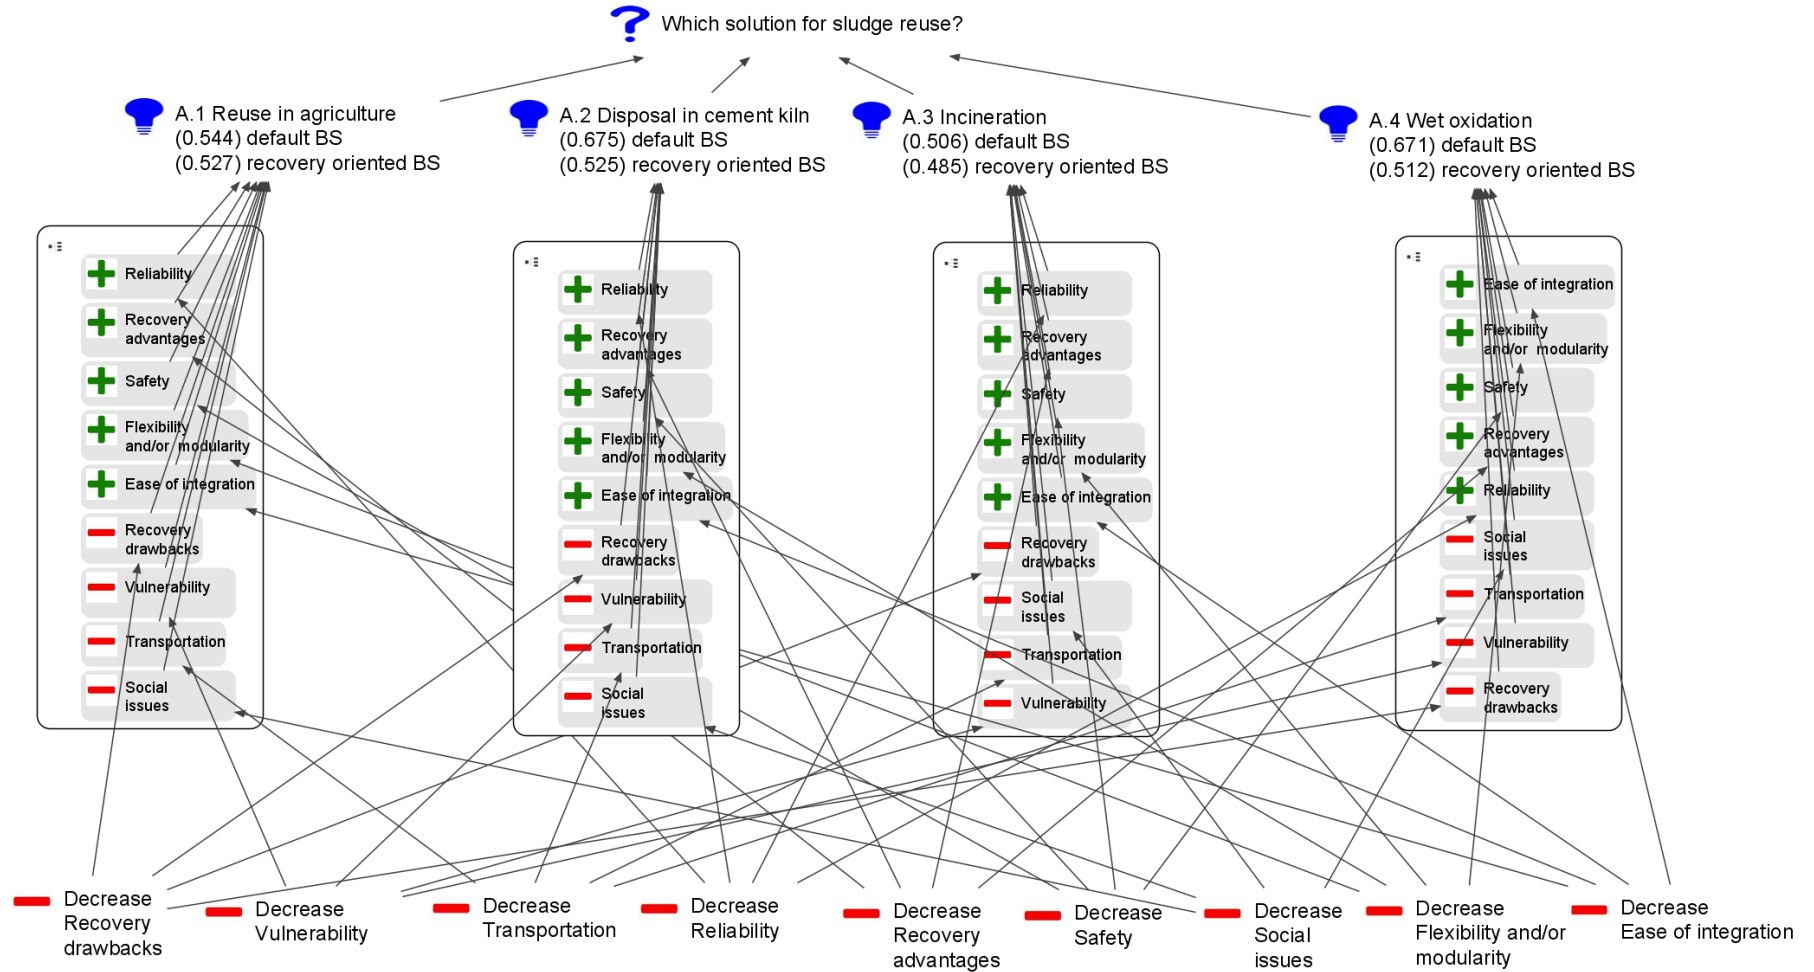 Which solution for sludge reuse?
A.1 Reuse in agriculture
(0.544) default BS
(0.527) recovery oriented BS
A.2 Disposal in cement kiln
(0.675) default BS
(0.525) recovery oriented BS
A.3 Incineration
(0.506) default BS
(0.485) recovery oriented BS
A.4 Wet oxidation
(0.671) default BS
(0.512) recovery oriented BS
Reliability
Recovery
advantages
Safety
Flexibility
and/or modularity
Ease of integration
Recovery
drawbacks
Vulnerability
Transportation
Social
issues
Reliability
Recovery
advantages
Safety
Flexibility
and/or modularity
Ease of integration
Recovery
drawbacks
Vulnerability
Transportation
Social
issues
Reliability
Recovery
advantages
Safety
Flexibility
and/or modularity
Ease of integration
Recovery
drawbacks
Social
issues
Transportation
Vulnerability
Ease of integration
Flexibility
and/or modularity
Safety
Recovery
advantages
Reliability
Social
issues
Transportation
Vulnerability
Recovery
drawbacks
Decrease
Recovery
drawbacks
Decrease
Vulnerability
Decrease
Transportation
Decrease
Reliability
Decrease
Recovery
advantages
Decrease
Safety
Decrease
Social
issues
Decrease
Flexibility and/or
modularity
Decrease
Ease of integration